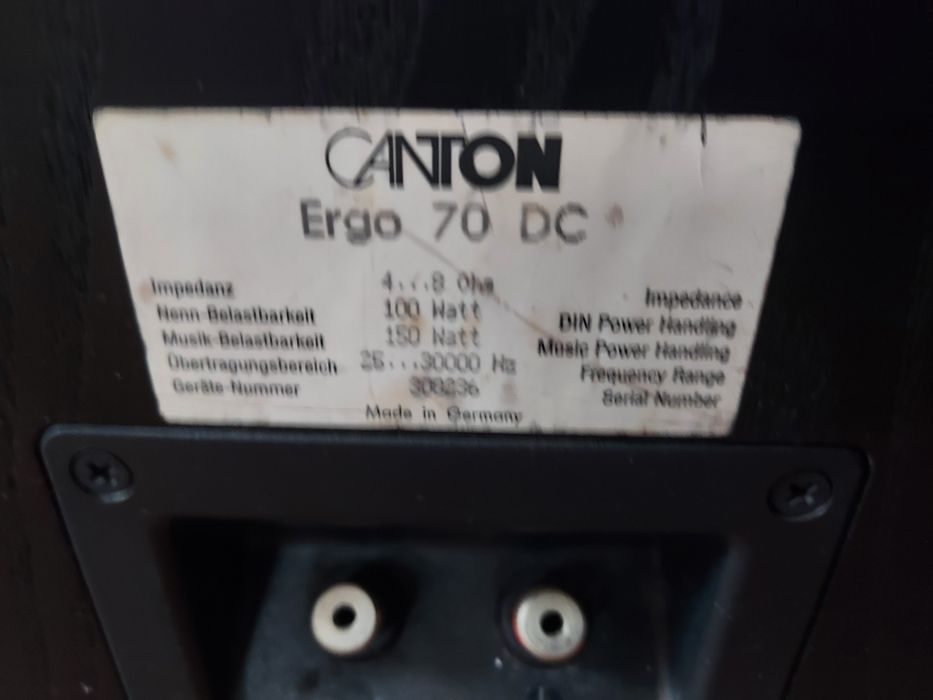 CANTON
Ergo 70 DC
Impedanz 4...8 Ohm Impedance
Nenn-Belastbarkeit 100 Watt DIN Power Handling
Musik-Belastbarkeit 150 Watt Music Power Handling
Übertragungsbereich 25...30000 Hz Frequency Range
Geräte-Nummer 308236 Serial Number
Made in Germany